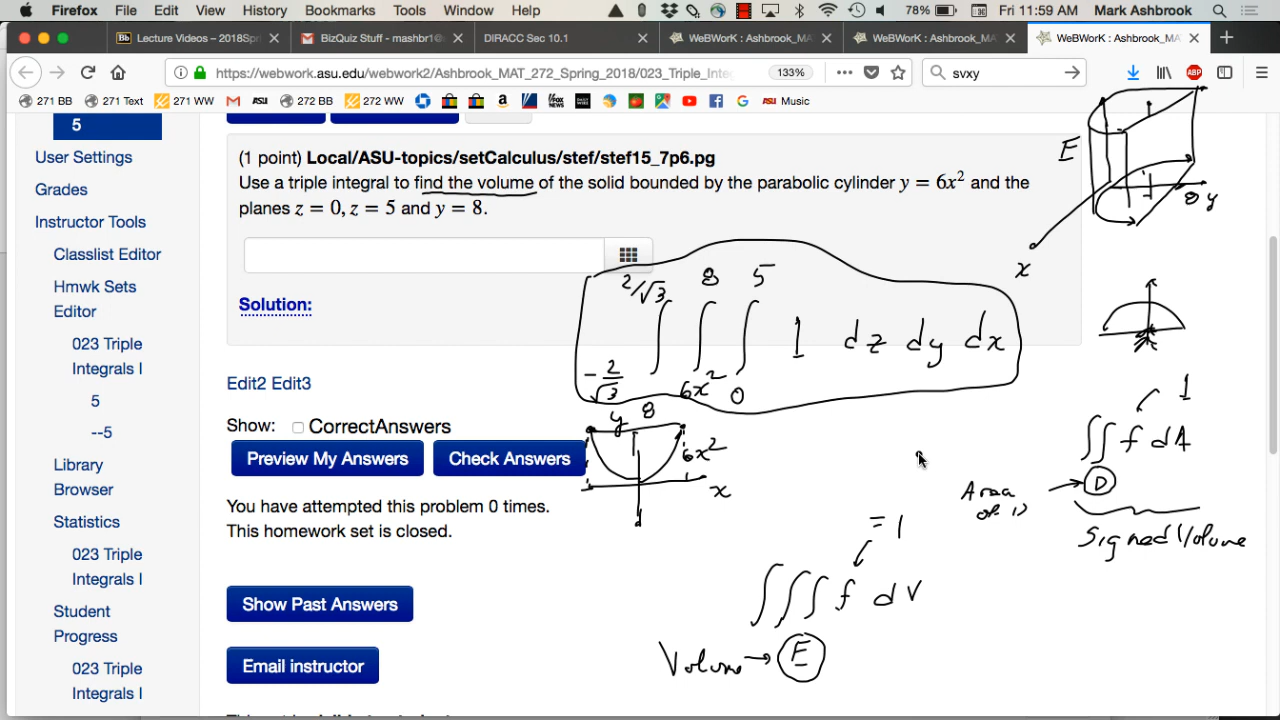 Firefox File Edit View History Bookmarks Tools Window Help 78% Fri 11:59 AM Mark Ashbrook
Bb Lecture Videos – 2018Spri
BizQuiz Stuff - mashbr1@
DIRACC Sec 10.1
WeBWorK : Ashbrook_MA
WeBWorK : Ashbrook_MA
WeBWorK : Ashbrook_MA
https://webwork.asu.edu/webwork2/Ashbrook_MAT_272_Spring_2018/023_Triple_Inte 133% svxy ABP
271 BB 271 Text 271 WW ASU 272BB 272 WW ASU Music
5
User Settings
Grades
Instructor Tools
Classlist Editor
Hmwk Sets
Editor
023 Triple
Integrals I
5
--5
Library
Browser
Statistics
023 Triple
Integrals I
Student
Progress
023 Triple
Integrals I
(1 point) Local/ASU-topics/setCalculus/stef/stef15_7p6.pg
Use a triple integral to find the volume of the solid bounded by the parabolic cylinder y = 6x² and the
planes z = 0, z = 5 and y = 8.
Solution:
Edit2 Edit3
Show: CorrectAnswers
Preview My Answers Check Answers
You have attempted this problem 0 times.
This homework set is closed.
Show Past Answers
Email instructor
E
8 y
x
2/√3 8 5
∫ ∫ ∫ 1 dz dy dx
-2/√3 6x² 0
y 8
6x²
x
1
∬ f dA
D
Area
of D
Signed Volume
= 1
∭ f dV
Volume → E